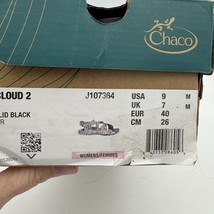 Chaco
CLOUD 2
J107364
LID BLACK
R
USA 9 M
UK 7 M
EUR 40
CM 26
WOMENS/FEMMES